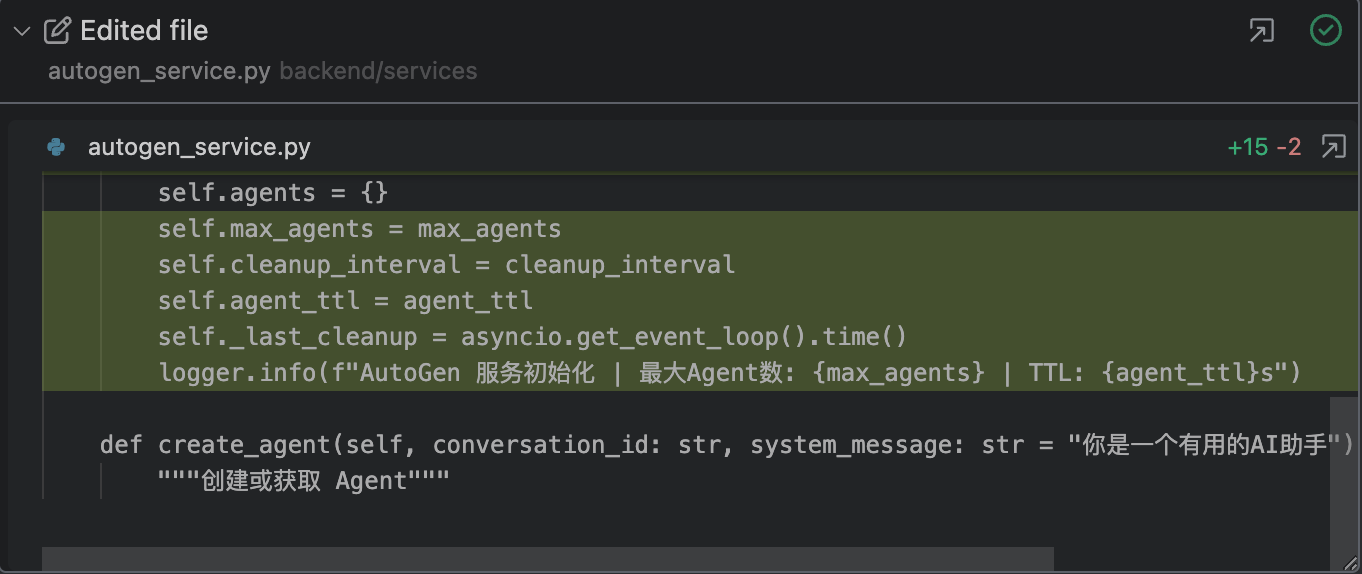 Edited file
autogen_service.py backend/services
autogen_service.py +15 -2
self.agents = {}
self.max_agents = max_agents
self.cleanup_interval = cleanup_interval
self.agent_ttl = agent_ttl
self._last_cleanup = asyncio.get_event_loop().time()
logger.info(f"AutoGen 服务初始化 | 最大Agent数: {max_agents} | TTL: {agent_ttl}s")
def create_agent(self, conversation_id: str, system_message: str = "你是一个有用的AI助手")
"""创建或获取 Agent"""